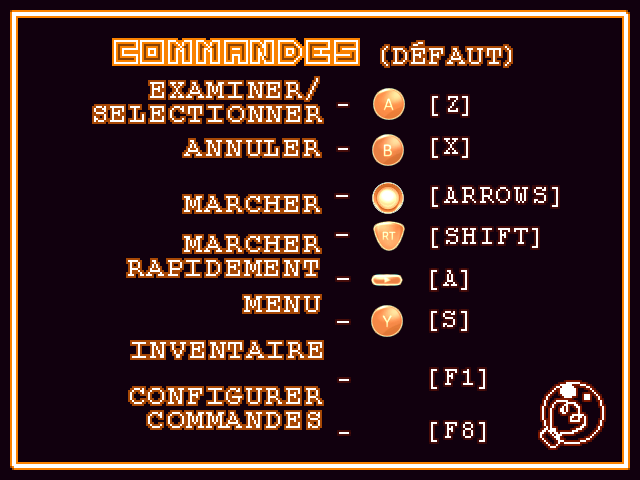 COMMANDES (DÉFAUT)
EXAMINER/
SELECTIONNER - A [Z]
ANNULER - B [X]
MARCHER - [ARROWS]
MARCHER - RT [SHIFT]
RAPIDEMENT - [A]
MENU - Y [S]
INVENTAIRE
CONFIGURER - [F1]
COMMANDES - [F8]